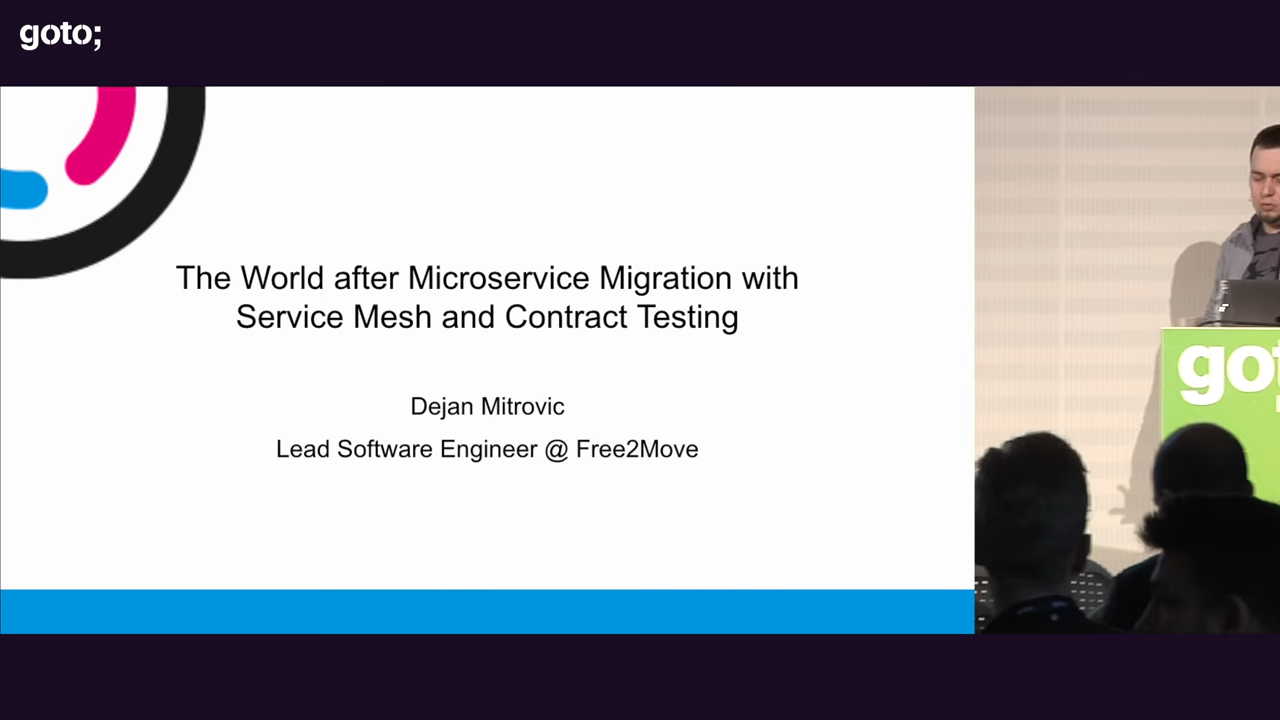 goto;
The World after Microservice Migration with
Service Mesh and Contract Testing
Dejan Mitrovic
Lead Software Engineer @ Free2Move
got